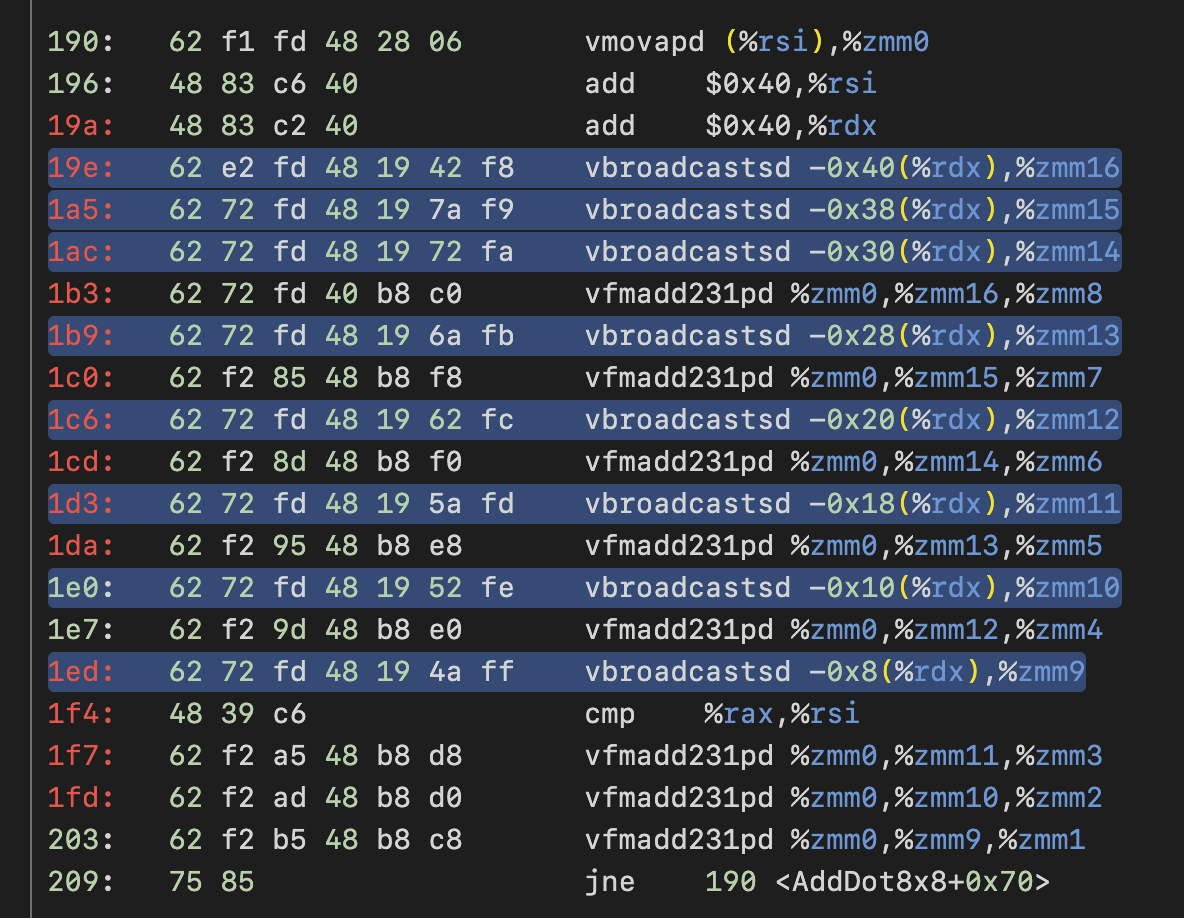 190: 62 f1 fd 48 28 06 vmovapd (%rsi),%zmm0
196: 48 83 c6 40 add $0x40,%rsi
19a: 48 83 c2 40 add $0x40,%rdx
19e: 62 e2 fd 48 19 42 f8 vbroadcastsd -0x40(%rdx),%zmm16
1a5: 62 72 fd 48 19 7a f9 vbroadcastsd -0x38(%rdx),%zmm15
1ac: 62 72 fd 48 19 72 fa vbroadcastsd -0x30(%rdx),%zmm14
1b3: 62 72 fd 40 b8 c0 vfmadd231pd %zmm0,%zmm16,%zmm8
1b9: 62 72 fd 48 19 6a fb vbroadcastsd -0x28(%rdx),%zmm13
1c0: 62 f2 85 48 b8 f8 vfmadd231pd %zmm0,%zmm15,%zmm7
1c6: 62 72 fd 48 19 62 fc vbroadcastsd -0x20(%rdx),%zmm12
1cd: 62 f2 8d 48 b8 f0 vfmadd231pd %zmm0,%zmm14,%zmm6
1d3: 62 72 fd 48 19 5a fd vbroadcastsd -0x18(%rdx),%zmm11
1da: 62 f2 95 48 b8 e8 vfmadd231pd %zmm0,%zmm13,%zmm5
1e0: 62 72 fd 48 19 52 fe vbroadcastsd -0x10(%rdx),%zmm10
1e7: 62 f2 9d 48 b8 e0 vfmadd231pd %zmm0,%zmm12,%zmm4
1ed: 62 72 fd 48 19 4a ff vbroadcastsd -0x8(%rdx),%zmm9
1f4: 48 39 c6 cmp %rax,%rsi
1f7: 62 f2 a5 48 b8 d8 vfmadd231pd %zmm0,%zmm11,%zmm3
1fd: 62 f2 ad 48 b8 d0 vfmadd231pd %zmm0,%zmm10,%zmm2
203: 62 f2 b5 48 b8 c8 vfmadd231pd %zmm0,%zmm9,%zmm1
209: 75 85 jne 190 <AddDot8x8+0x70>